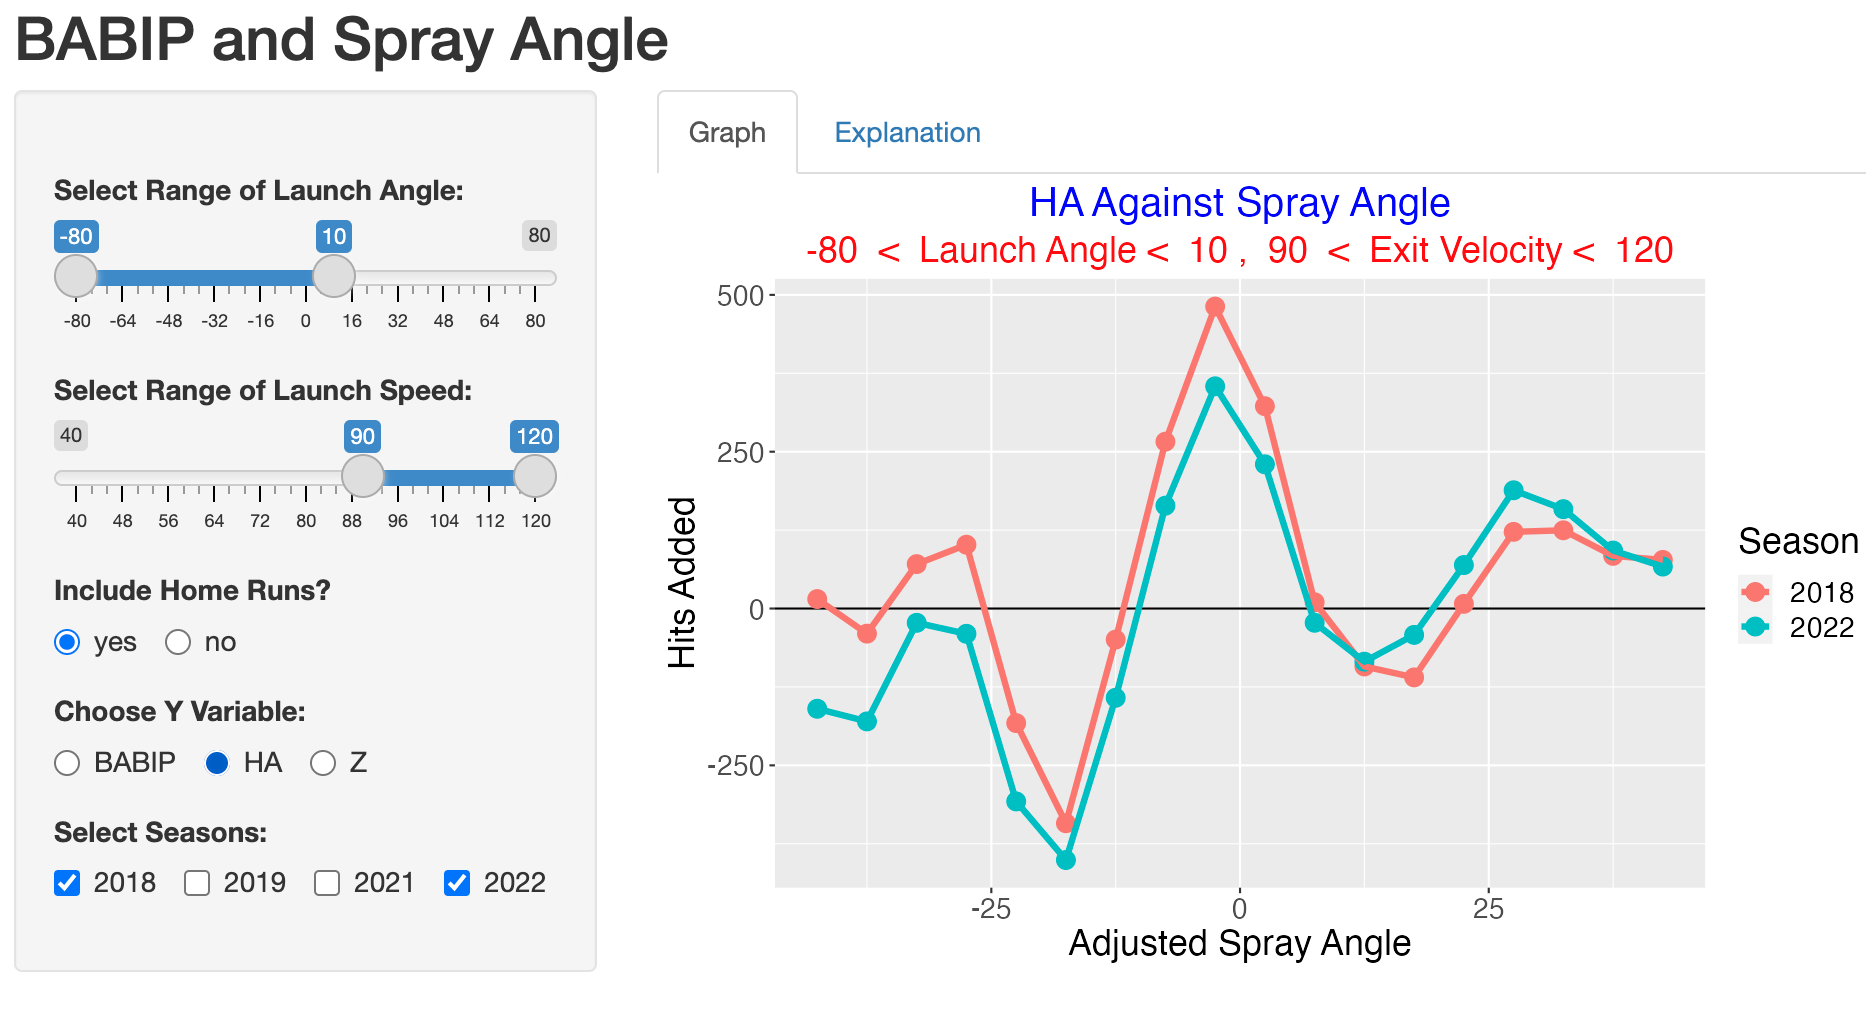 BABIP and Spray Angle
Select Range of Launch Angle:
-80 10 80
-80 -64 -48 -32 -16 0 16 32 48 64 80
Select Range of Launch Speed:
40 90 120
40 48 56 64 72 80 88 96 104 112 120
Include Home Runs?
yes no
Choose Y Variable:
BABIP HA Z
Select Seasons:
2018 2019 2021 2022
Graph Explanation
HA Against Spray Angle
-80 < Launch Angle < 10 , 90 < Exit Velocity < 120
Hits Added
500
250
0
-250
-25 0 25
Adjusted Spray Angle
Season
2018
2022